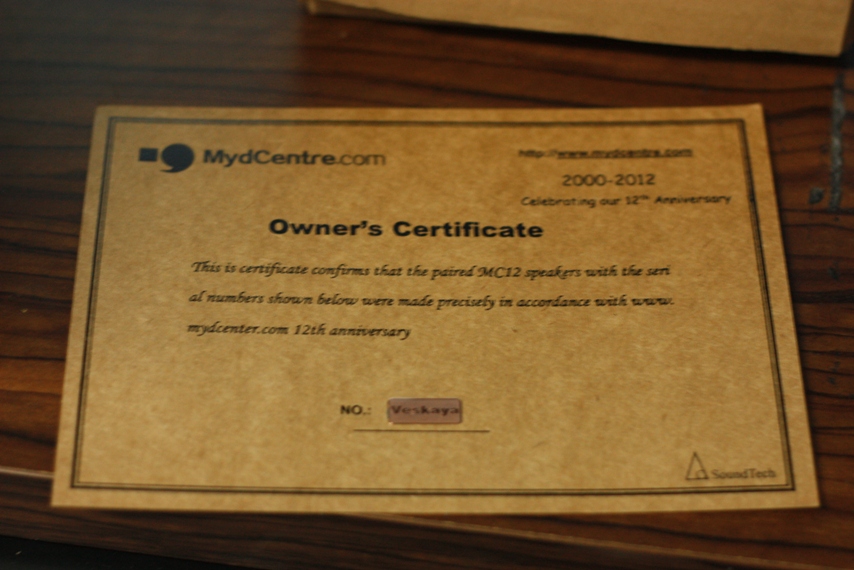 MydCentre.com
http://www.mydcentre.com
2000-2012
Celebrating our 12th Anniversary
Owner's Certificate
This is certificate confirms that the paired MC12 speakers with the seri
al numbers shown below were made precisely in accordance with www.
mydcenter.com 12th anniversary
NO.: Voskaya
SoundTech